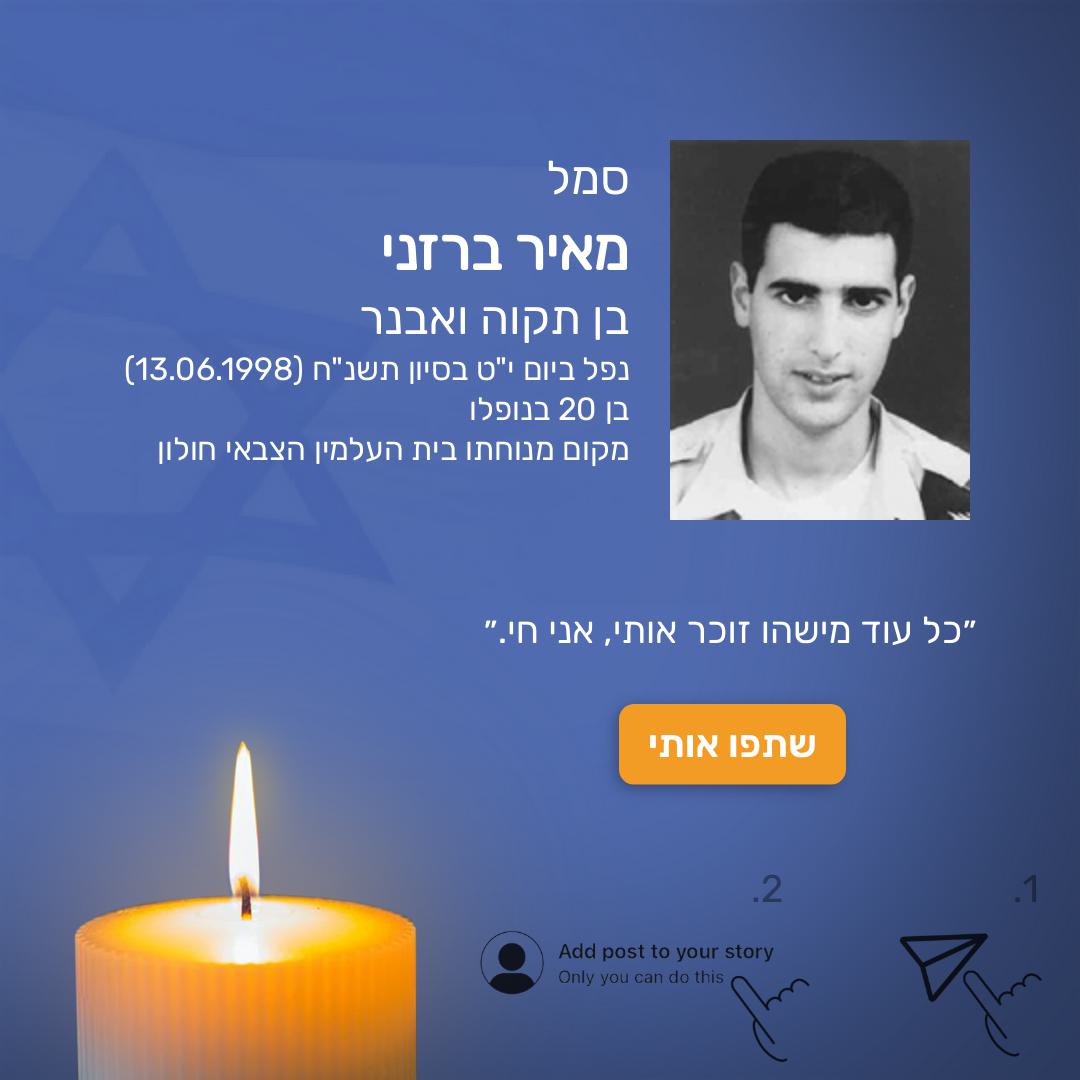 סמל
מאיר ברזני
בן תקוה ואבנר
נפל ביום י"ט בסיון תשנ"ח (13.06.1998)
בן 20 בנופלו
מקום מנוחתו בית העלמין הצבאי חולון
״כל עוד מישהו זוכר אותי, אני חי.״
שתפו אותי
1.
2.
Add post to your story
Only you can do this